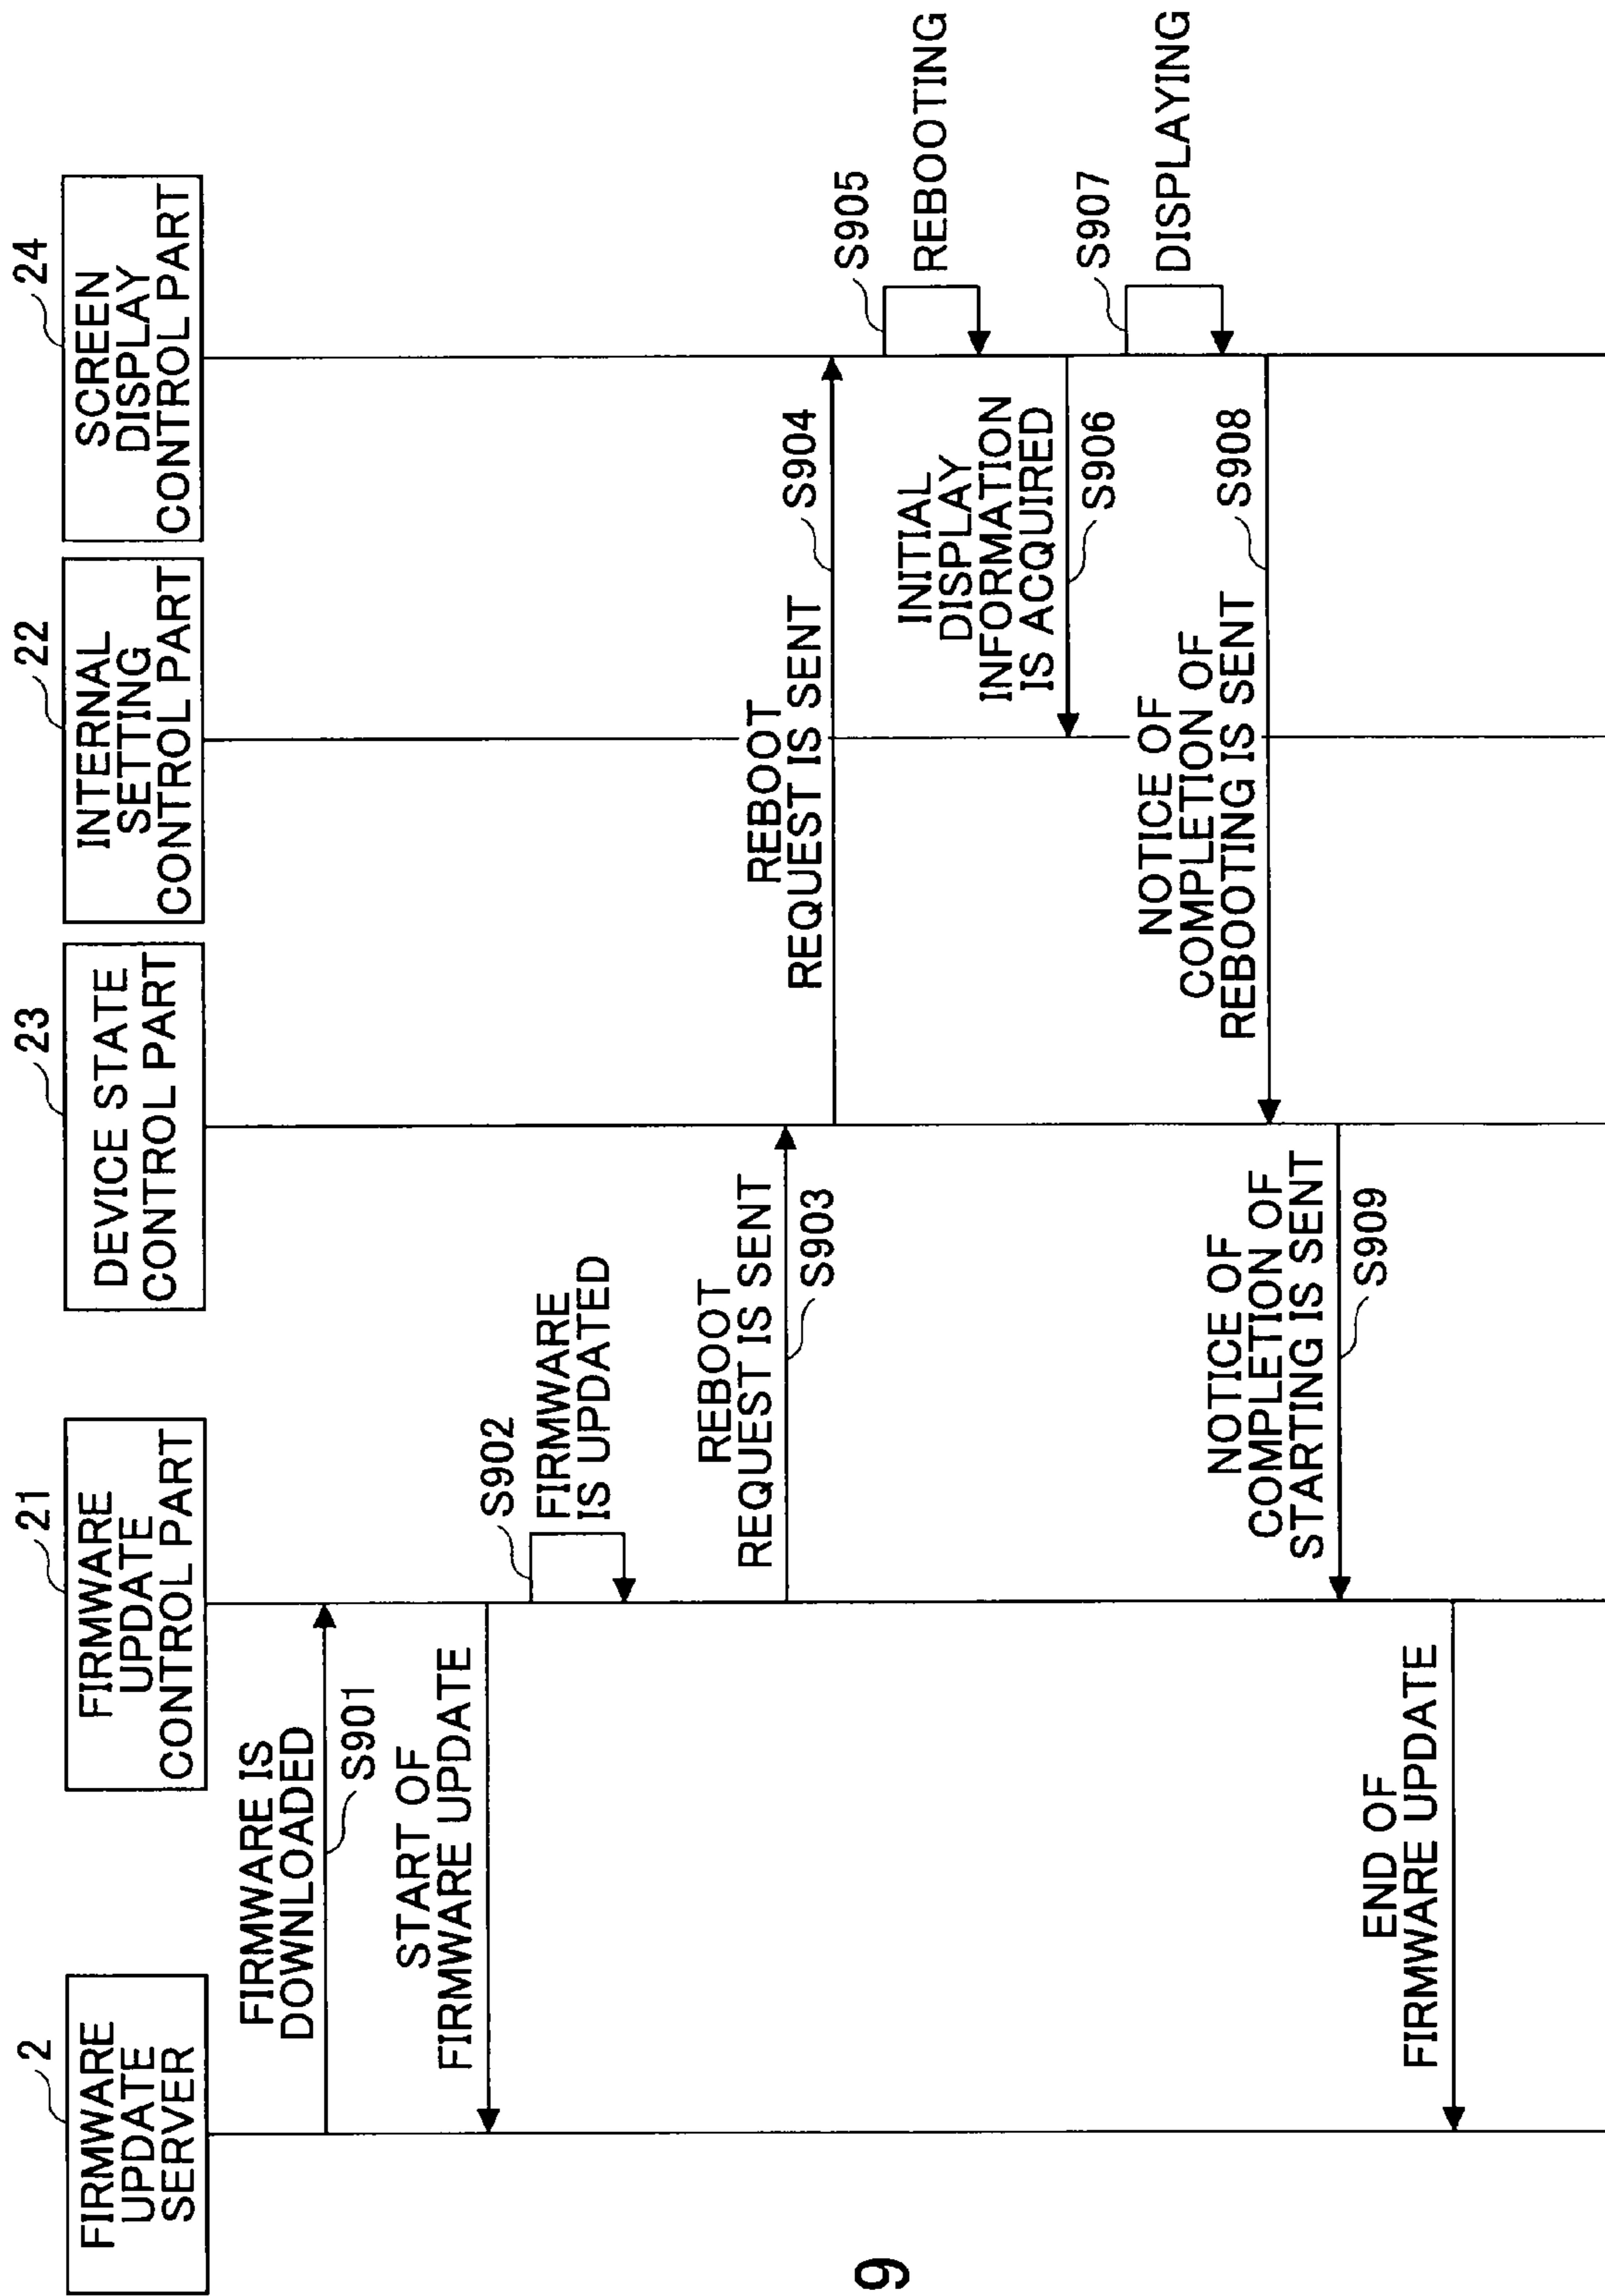 2
FIRMWARE
UPDATE
SERVER
21
FIRMWARE
UPDATE
CONTROL PART
23
DEVICE STATE
CONTROL PART
22
INTERNAL
SETTING
CONTROL PART
24
SCREEN
DISPLAY
CONTROL PART
FIRMWARE IS
DOWNLOADED
S901
START OF
FIRMWARE UPDATE
S902
FIRMWARE
IS UPDATED
REBOOT
REQUEST IS SENT
S903
REBOOT
REQUEST IS SENT
S904
S905
REBOOTING
INITIAL
DISPLAY
INFORMATION
IS ACQUIRED
S906
S907
DISPLAYING
NOTICE OF
COMPLETION OF
REBOOTING IS SENT
S908
NOTICE OF
COMPLETION OF
STARTING IS SENT
S909
END OF
FIRMWARE UPDATE
9